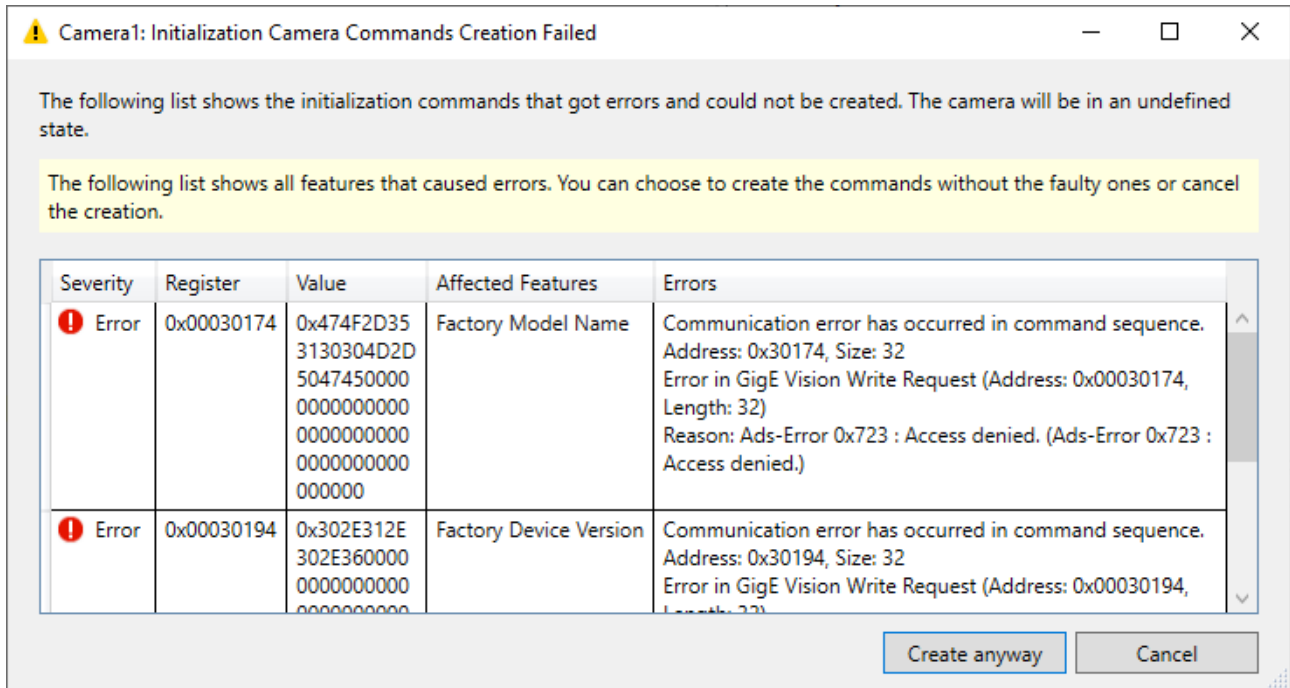 Camera1: Initialization Camera Commands Creation Failed
The following list shows the initialization commands that got errors and could not be created. The camera will be in an undefined
state.
The following list shows all features that caused errors. You can choose to create the commands without the faulty ones or cancel
the creation.
Severity Register Value Affected Features Errors
Error 0x00030174 0x474F2D35 Factory Model Name Communication error has occurred in command sequence.
3130304D2D Address: 0x30174, Size: 32
5047450000 Error in GigE Vision Write Request (Address: 0x00030174,
0000000000 Length: 32)
0000000000 Reason: Ads-Error 0x723 : Access denied. (Ads-Error 0x723 :
0000000000 Access denied.)
000000
Error 0x00030194 0x302E312E Factory Device Version Communication error has occurred in command sequence.
302E360000 Address: 0x30194, Size: 32
0000000000 Error in GigE Vision Write Request (Address: 0x00030194,
0000000000 Length: 32)
Create anyway Cancel